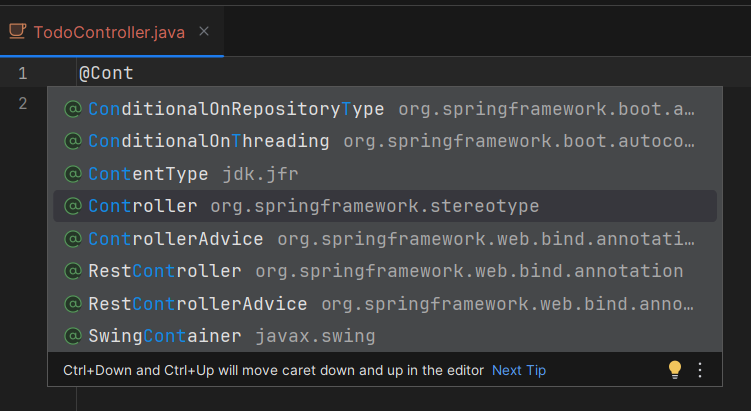 TodoController.java
1 @Cont
2
ConditionalOnRepositoryType org.springframework.boot.a...
ConditionalOnThreading org.springframework.boot.autoco...
ContentType jdk.jfr
Controller org.springframework.stereotype
ControllerAdvice org.springframework.web.bind.annotati...
RestController org.springframework.web.bind.annotation
RestControllerAdvice org.springframework.web.bind.anno...
SwingContainer javax.swing
Ctrl+Down and Ctrl+Up will move caret down and up in the editor Next Tip